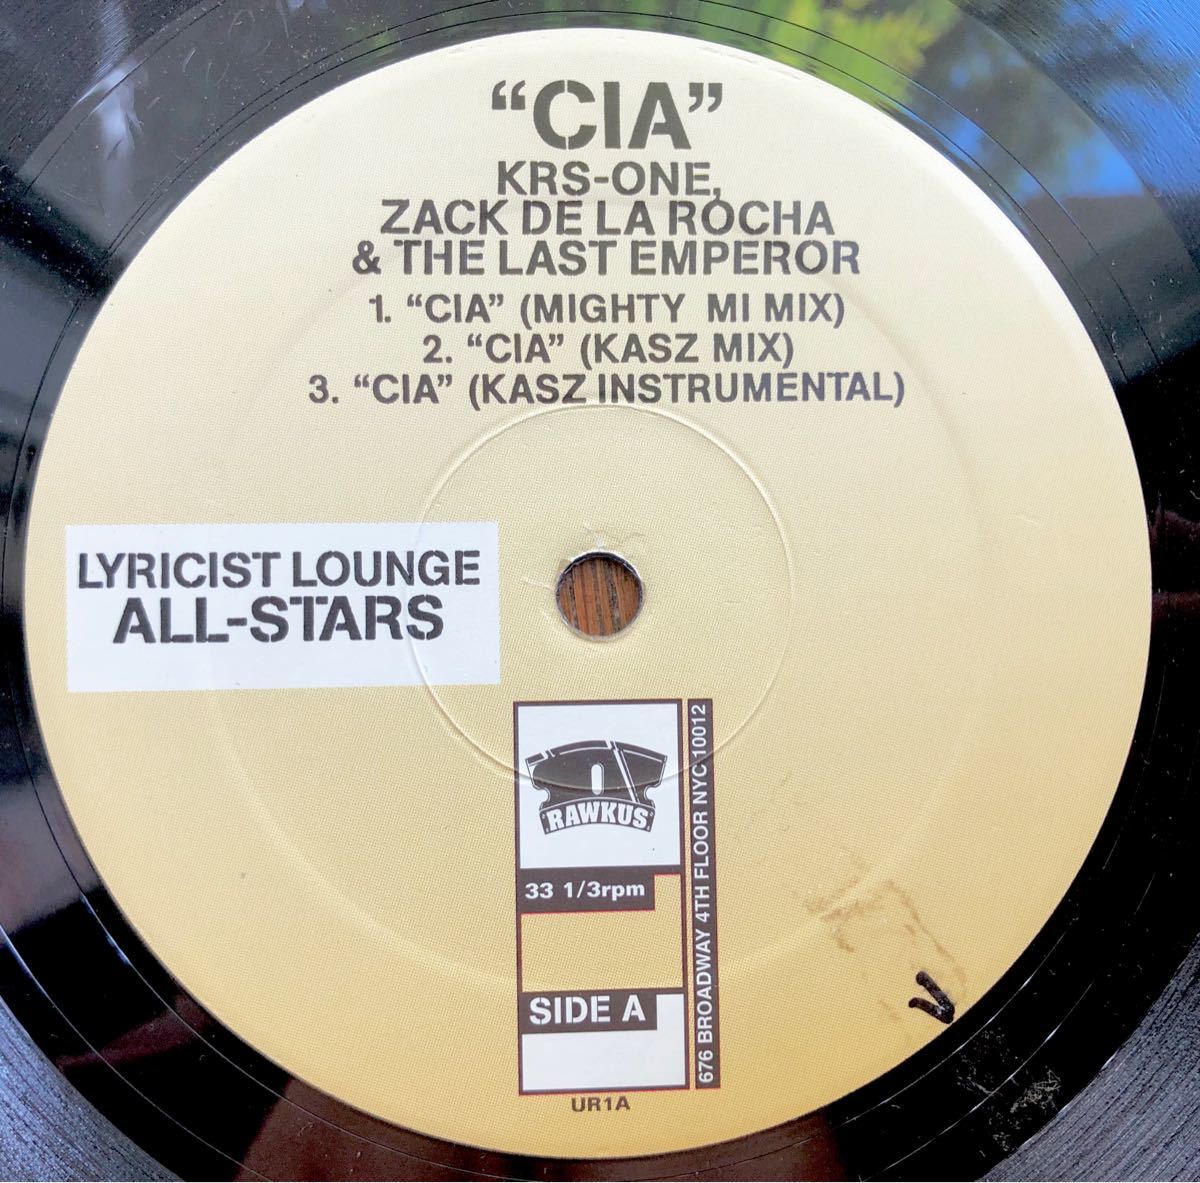 “CIA”
KRS-ONE,
ZACK DE LA ROCHA
& THE LAST EMPEROR
1. “CIA” (MIGHTY MI MIX)
2. “CIA” (KASZ MIX)
3. “CIA” (KASZ INSTRUMENTAL)
LYRICIST LOUNGE
ALL-STARS
RAWKUS
33 1/3rpm
SIDE A
676 BROADWAY 4TH FLOOR NYC 10012
UR1A
V